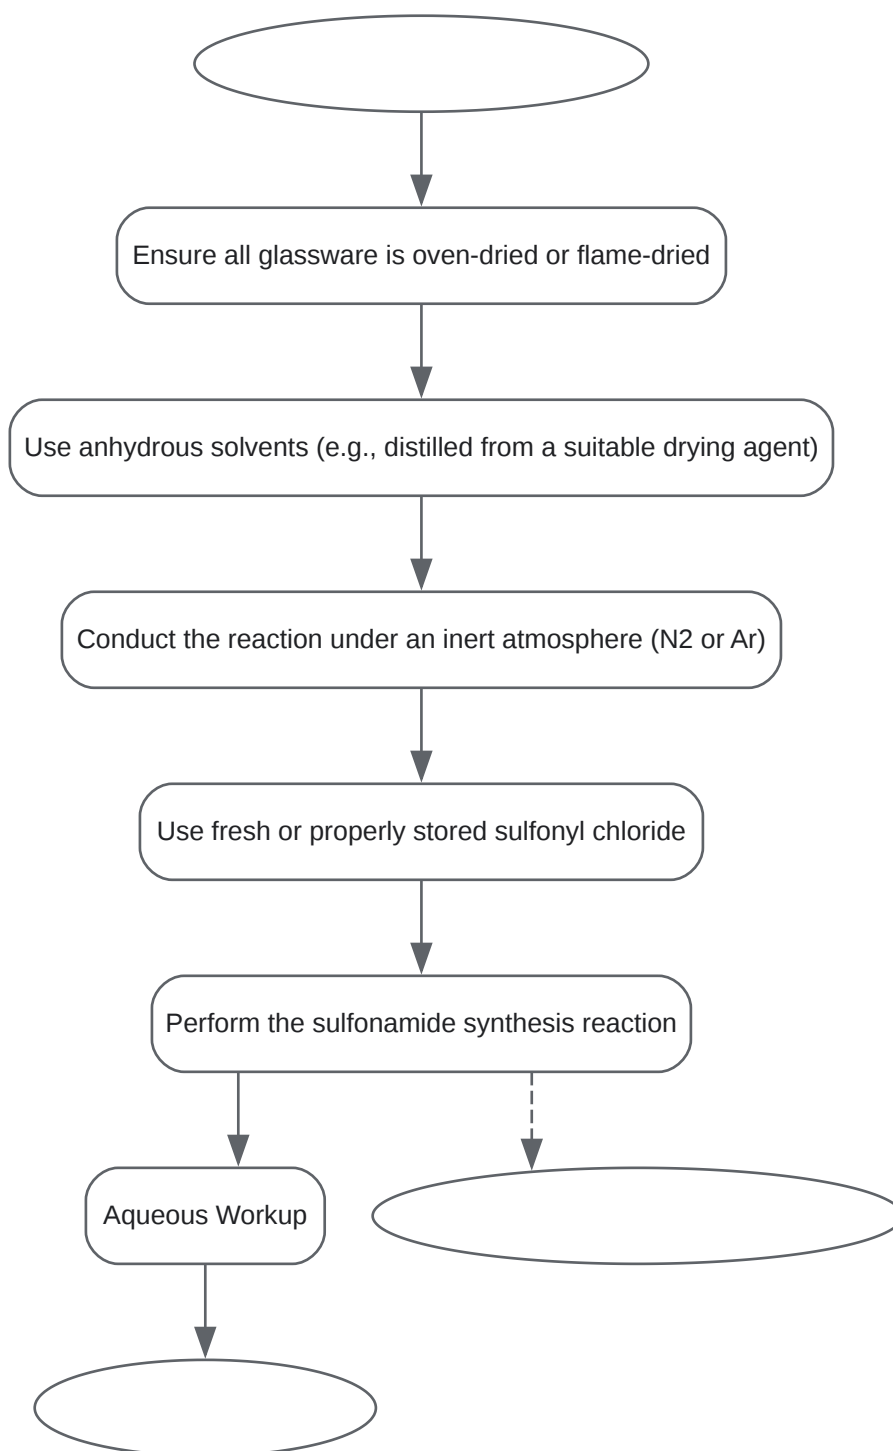 Ensure all glassware is oven-dried or flame-dried
Use anhydrous solvents (e.g., distilled from a suitable drying agent)
Conduct the reaction under an inert atmosphere (N2 or Ar)
Use fresh or properly stored sulfonyl chloride
Perform the sulfonamide synthesis reaction
Aqueous Workup